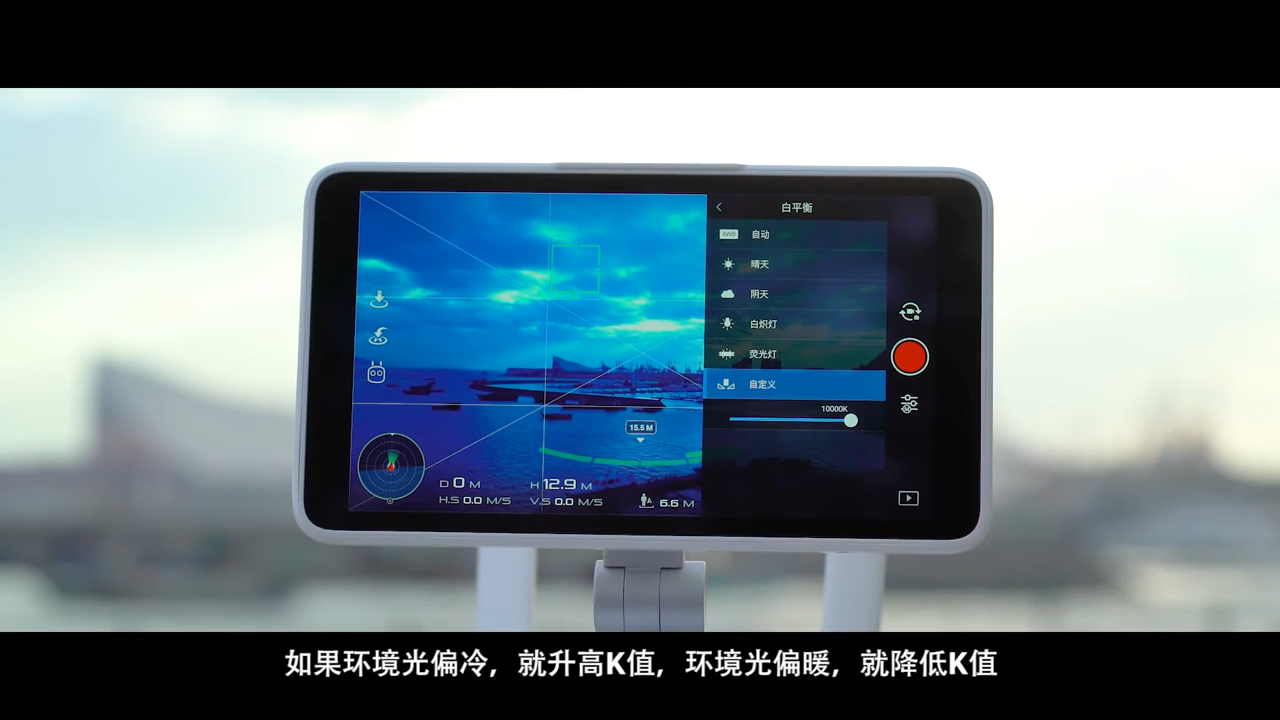 白平衡
AWB 自动
晴天
阴天
白炽灯
荧光灯
自定义
10000K
15.5 M
D 0 M
H 12.9 M
H.S 0.0 M/S
V.S 0.0 M/S
6.6 M
如果环境光偏冷，就升高K值，环境光偏暖，就降低K值